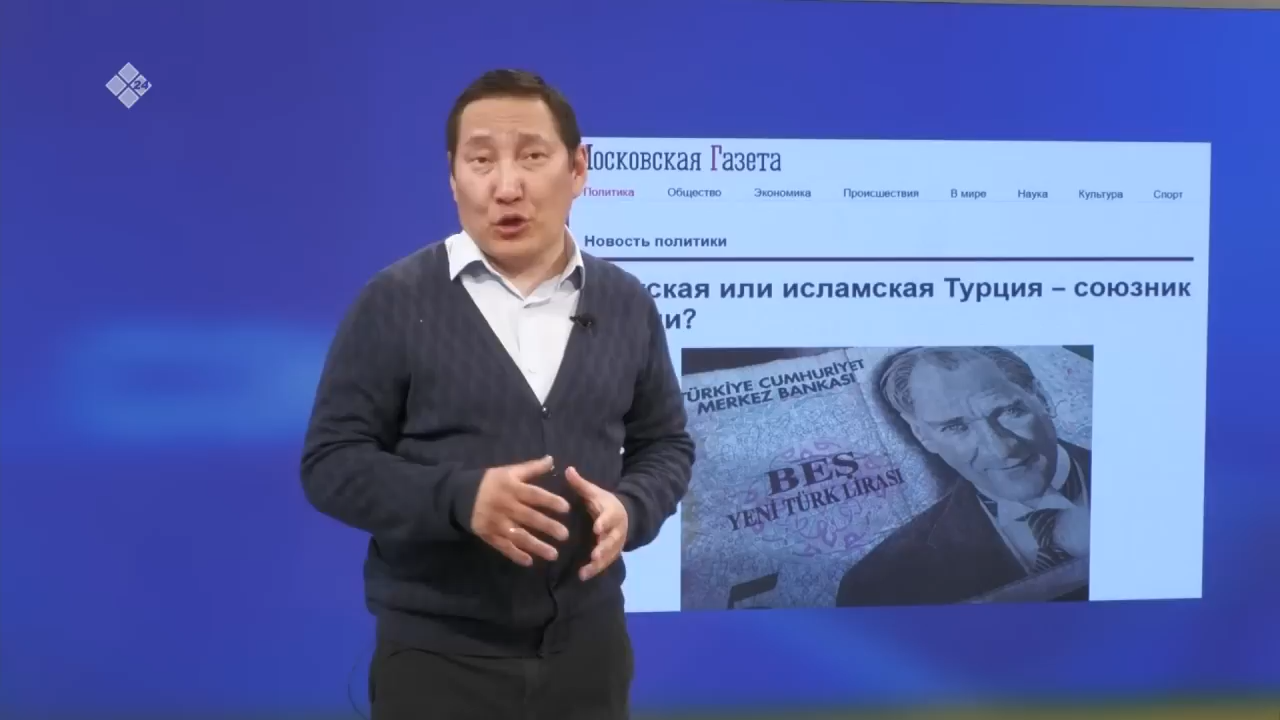 24
Московская Газета
Политика Общество Экономика Происшествия В мире Наука Культура Спорт
Новость политики
или исламская Турция – союзник
TÜRKİYE CUMHURİYET
MERKEZ BANKASI
BEŞ
YENİ TÜRK LİRASI